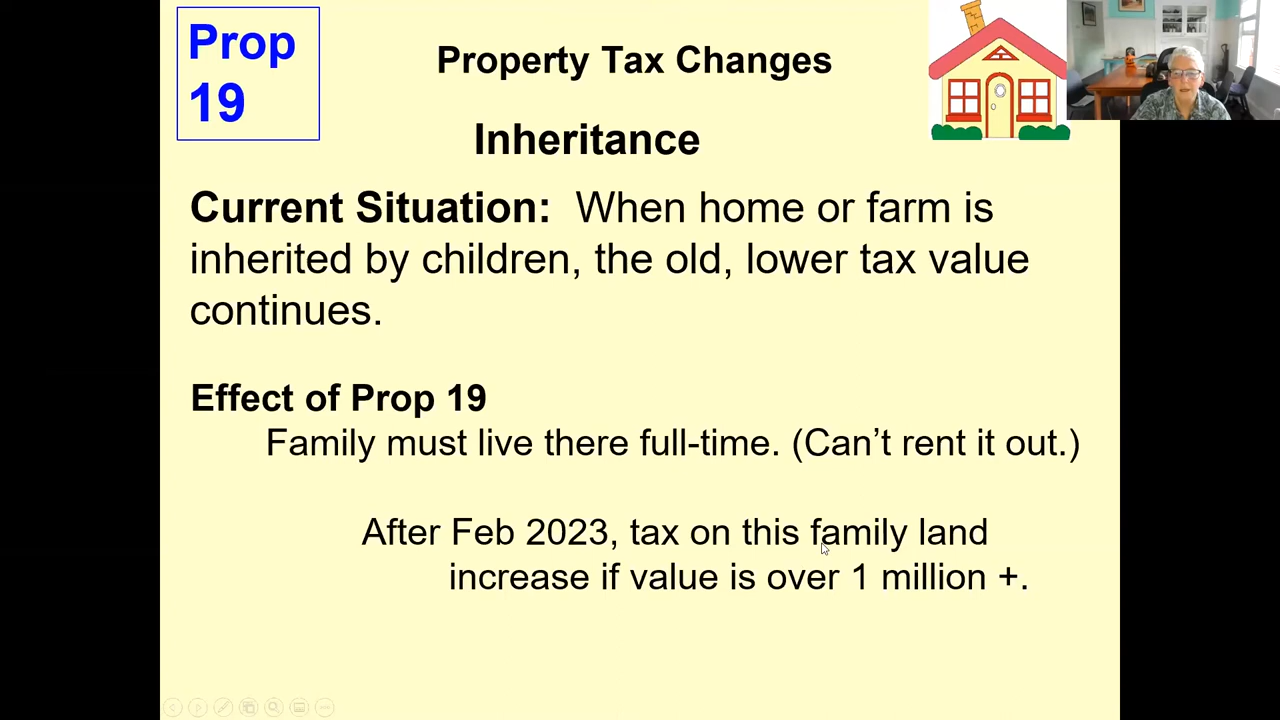 Prop
19
Property Tax Changes
Inheritance
Current Situation:  When home or farm is
inherited by children, the old, lower tax value
continues.
Effect of Prop 19
Family must live there full-time. (Can’t rent it out.)
After Feb 2023, tax on this family land
increase if value is over 1 million +.